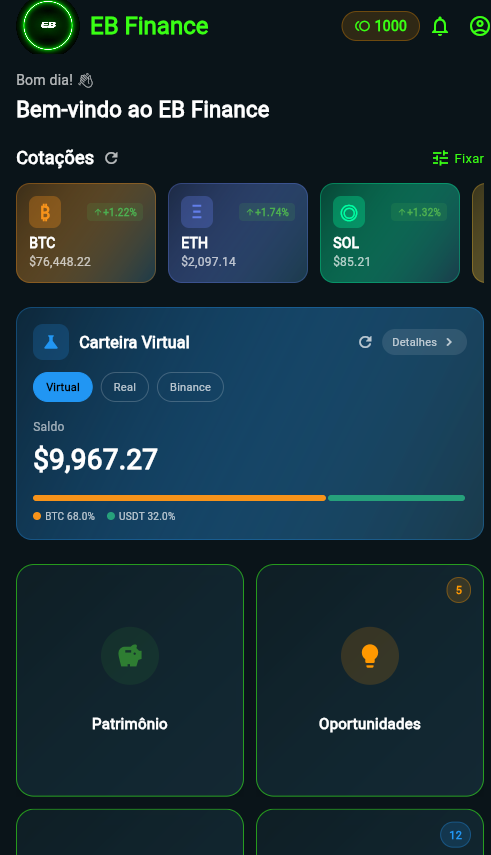 EB
EB Finance
1000
Bom dia! 👋
Bem-vindo ao EB Finance
Cotações
Fixar
↑+1.22%
BTC
$76,448.22
↑+1.74%
ETH
$2,097.14
↑+1.32%
SOL
$85.21
Carteira Virtual
Detalhes
Virtual
Real
Binance
Saldo
$9,967.27
BTC 68.0%
USDT 32.0%
Patrimônio
5
Oportunidades
12